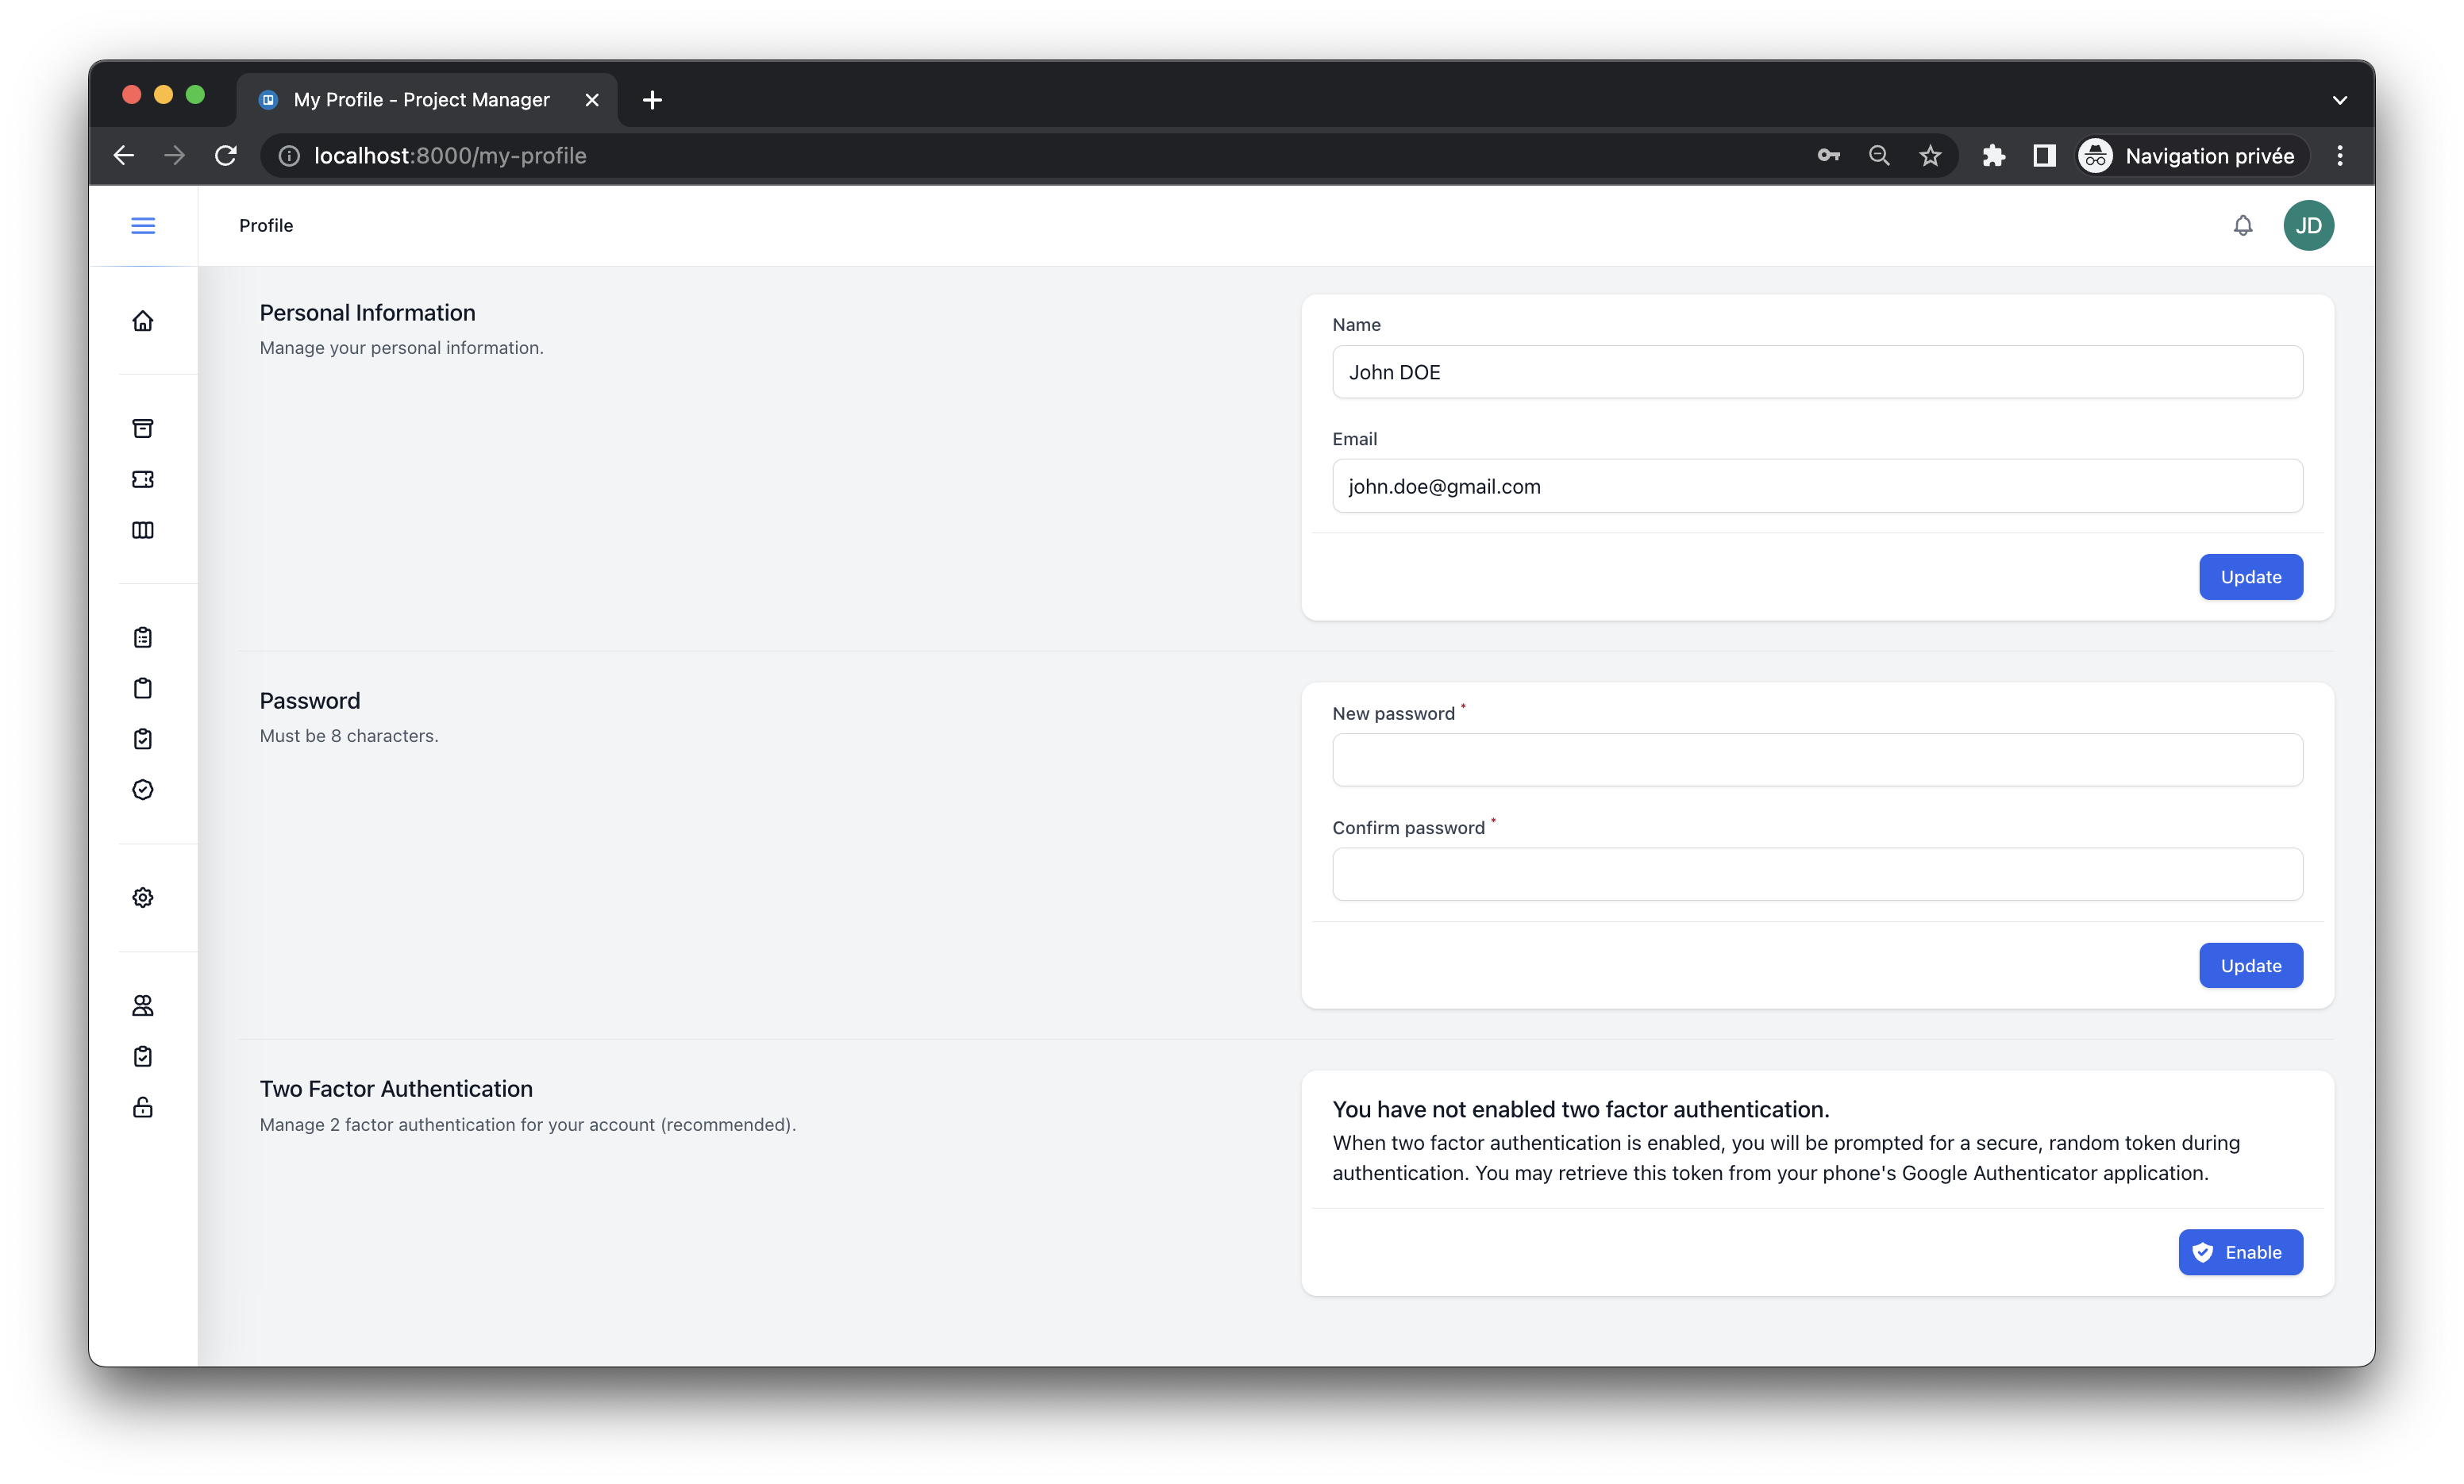 My Profile - Project Manager
localhost:8000/my-profile
Navigation privée
Profile
JD
Personal Information
Manage your personal information.
Name
John DOE
Email
john.doe@gmail.com
Update
Password
Must be 8 characters.
New password *
Confirm password *
Update
Two Factor Authentication
Manage 2 factor authentication for your account (recommended).
You have not enabled two factor authentication.
When two factor authentication is enabled, you will be prompted for a secure, random token during
authentication. You may retrieve this token from your phone's Google Authenticator application.
Enable